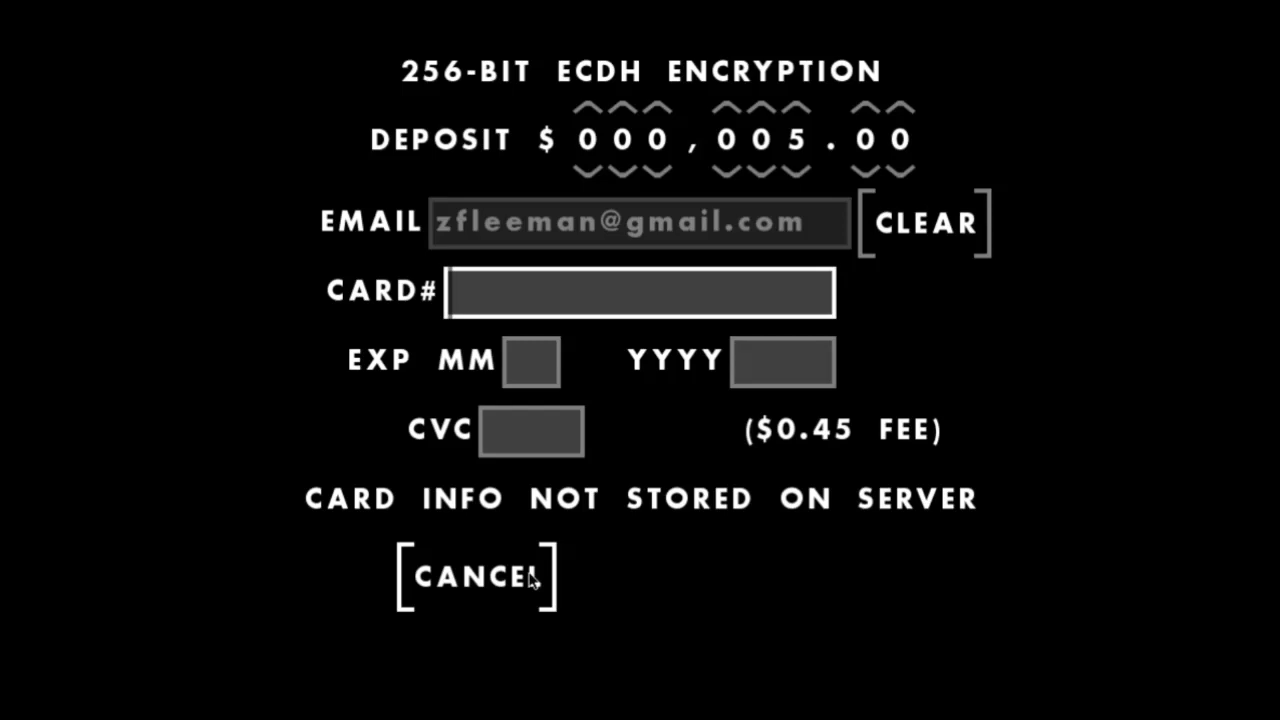 256-BIT ECDH ENCRYPTION
DEPOSIT $ 000,005.00
EMAIL zfleeman@gmail.com CLEAR
CARD#
EXP MM YYYY
CVC ($0.45 FEE)
CARD INFO NOT STORED ON SERVER
CANCEL